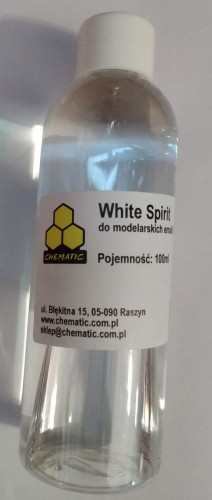 White Spirit
do modelarskich
CHEMATIC
Pojemność: 100ml
ul. Błękitna 15, 05-090 Raszyn
www.chematic.com.pl
sklep@chematic.com.pl